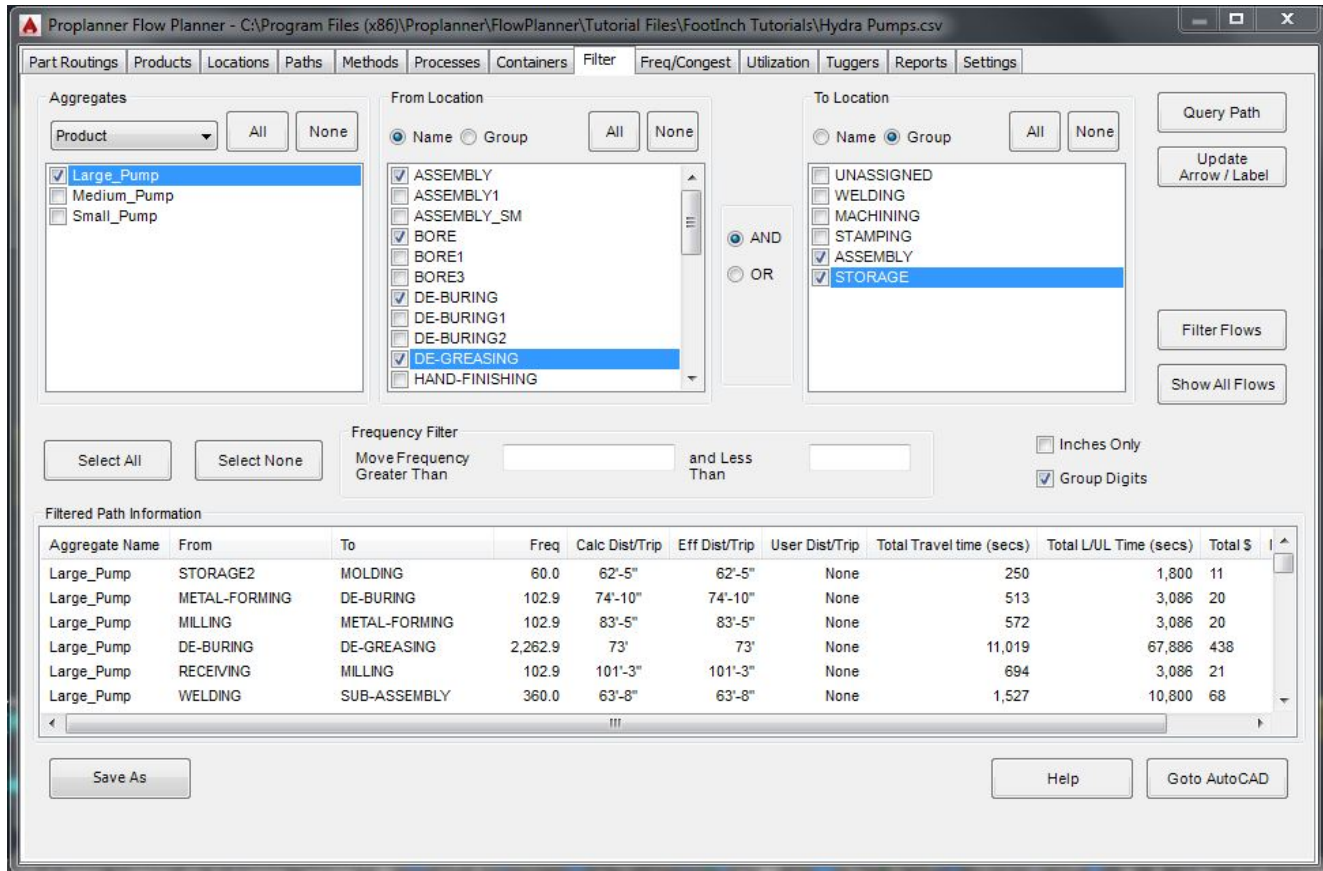 Proplanner Flow Planner - C:\Program Files (x86)\Proplanner\FlowPlanner\Tutorial Files\FootInch Tutorials\Hydra Pumps.csv
Part Routings Products Locations Paths Methods Processes Containers Filter Freq/Congest Utilization Tuggers Reports Settings
Aggregates
Product All None
Large_Pump
Medium_Pump
Small_Pump
From Location
Name Group All None
ASSEMBLY
ASSEMBLY1
ASSEMBLY_SM
BORE
BORE1
BORE3
DE-BURING
DE-BURING1
DE-BURING2
DE-GREASING
HAND-FINISHING
AND
OR
To Location
Name Group All None
UNASSIGNED
WELDING
MACHINING
STAMPING
ASSEMBLY
STORAGE
Query Path
Update
Arrow / Label
Filter Flows
Show All Flows
Select All Select None
Frequency Filter
Move Frequency
Greater Than
and Less
Than
Inches Only
Group Digits
Filtered Path Information
Aggregate Name From To Freq Calc Dist/Trip Eff Dist/Trip User Dist/Trip Total Travel time (secs) Total L/UL Time (secs) Total $
Large_Pump STORAGE2 MOLDING 60.0 62'-5" 62'-5" None 250 1,800 11
Large_Pump METAL-FORMING DE-BURING 102.9 74'-10" 74'-10" None 513 3,086 20
Large_Pump MILLING METAL-FORMING 102.9 83'-5" 83'-5" None 572 3,086 20
Large_Pump DE-BURING DE-GREASING 2,262.9 73' 73' None 11,019 67,886 438
Large_Pump RECEIVING MILLING 102.9 101'-3" 101'-3" None 694 3,086 21
Large_Pump WELDING SUB-ASSEMBLY 360.0 63'-8" 63'-8" None 1,527 10,800 68
Save As Help Goto AutoCAD